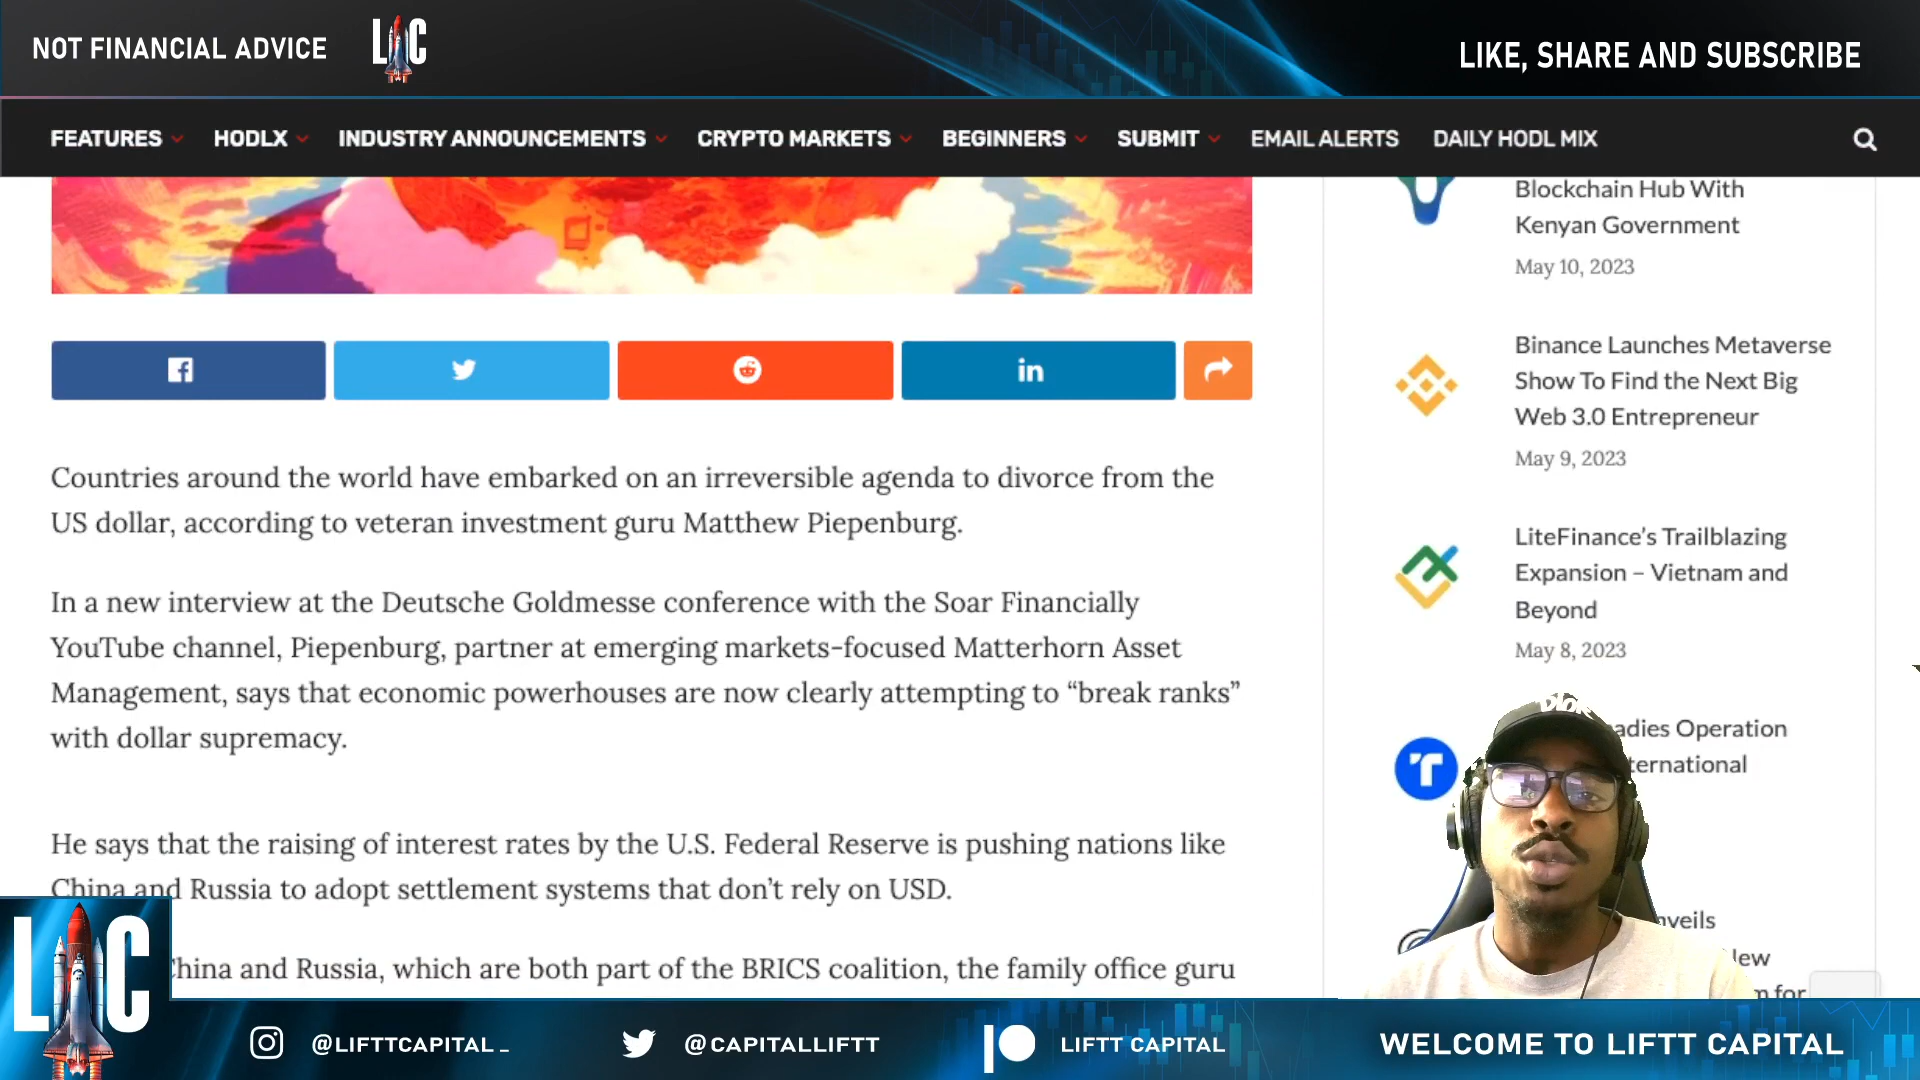 NOT FINANCIAL ADVICE
LC
LIKE, SHARE AND SUBSCRIBE
FEATURES HODLX INDUSTRY ANNOUNCEMENTS CRYPTO MARKETS BEGINNERS SUBMIT EMAIL ALERTS DAILY HODL MIX
Countries around the world have embarked on an irreversible agenda to divorce from the
US dollar, according to veteran investment guru Matthew Piepenburg.
In a new interview at the Deutsche Goldmesse conference with the Soar Financially
YouTube channel, Piepenburg, partner at emerging markets-focused Matterhorn Asset
Management, says that economic powerhouses are now clearly attempting to “break ranks”
with dollar supremacy.
He says that the raising of interest rates by the U.S. Federal Reserve is pushing nations like
China and Russia to adopt settlement systems that don’t rely on USD.
China and Russia, which are both part of the BRICS coalition, the family office guru
Blockchain Hub With
Kenyan Government
May 10, 2023
Binance Launches Metaverse
Show To Find the Next Big
Web 3.0 Entrepreneur
May 9, 2023
LiteFinance’s Trailblazing
Expansion – Vietnam and
Beyond
May 8, 2023
Operation
DIOR
LC
@LIFTTCAPITAL_
@CAPITALLIFTT
LIFTT CAPITAL
WELCOME TO LIFTT CAPITAL